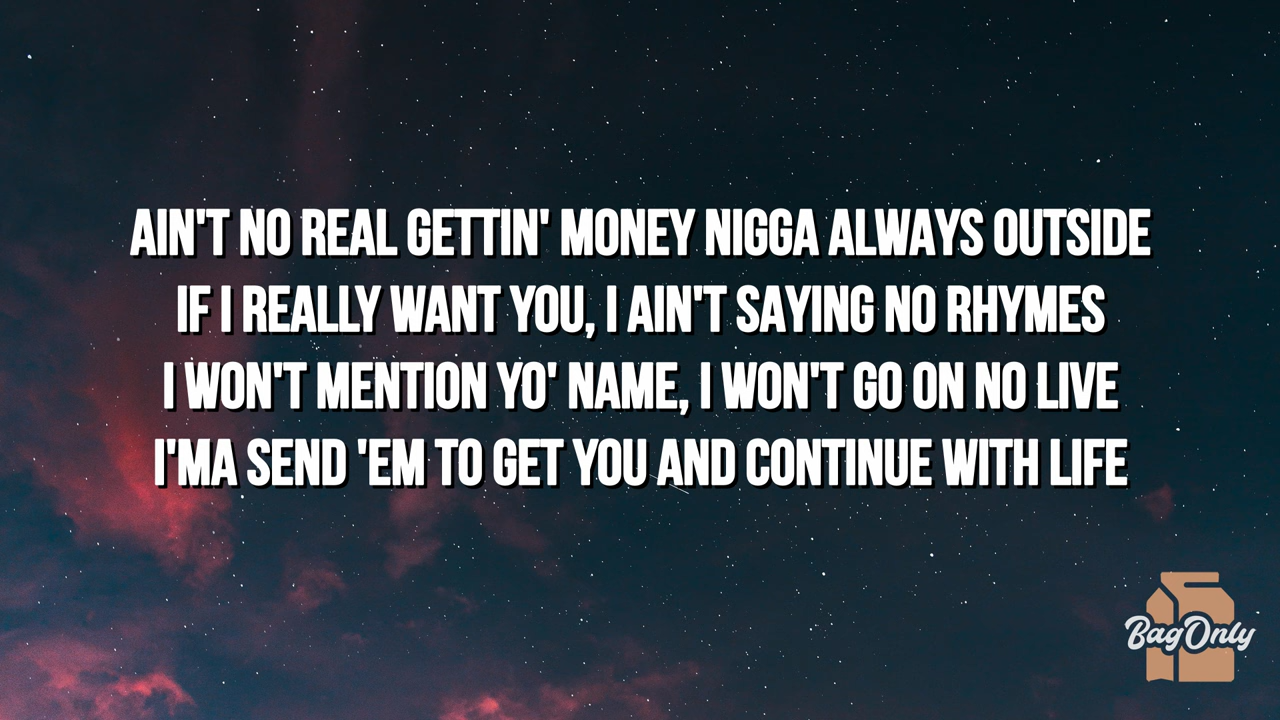 AIN'T NO REAL GETTIN' MONEY NIGGA ALWAYS OUTSIDE
IF I REALLY WANT YOU, I AIN'T SAYING NO RHYMES
I WON'T MENTION YO' NAME, I WON'T GO ON NO LIVE
I'MA SEND 'EM TO GET YOU AND CONTINUE WITH LIFE
BagOnly